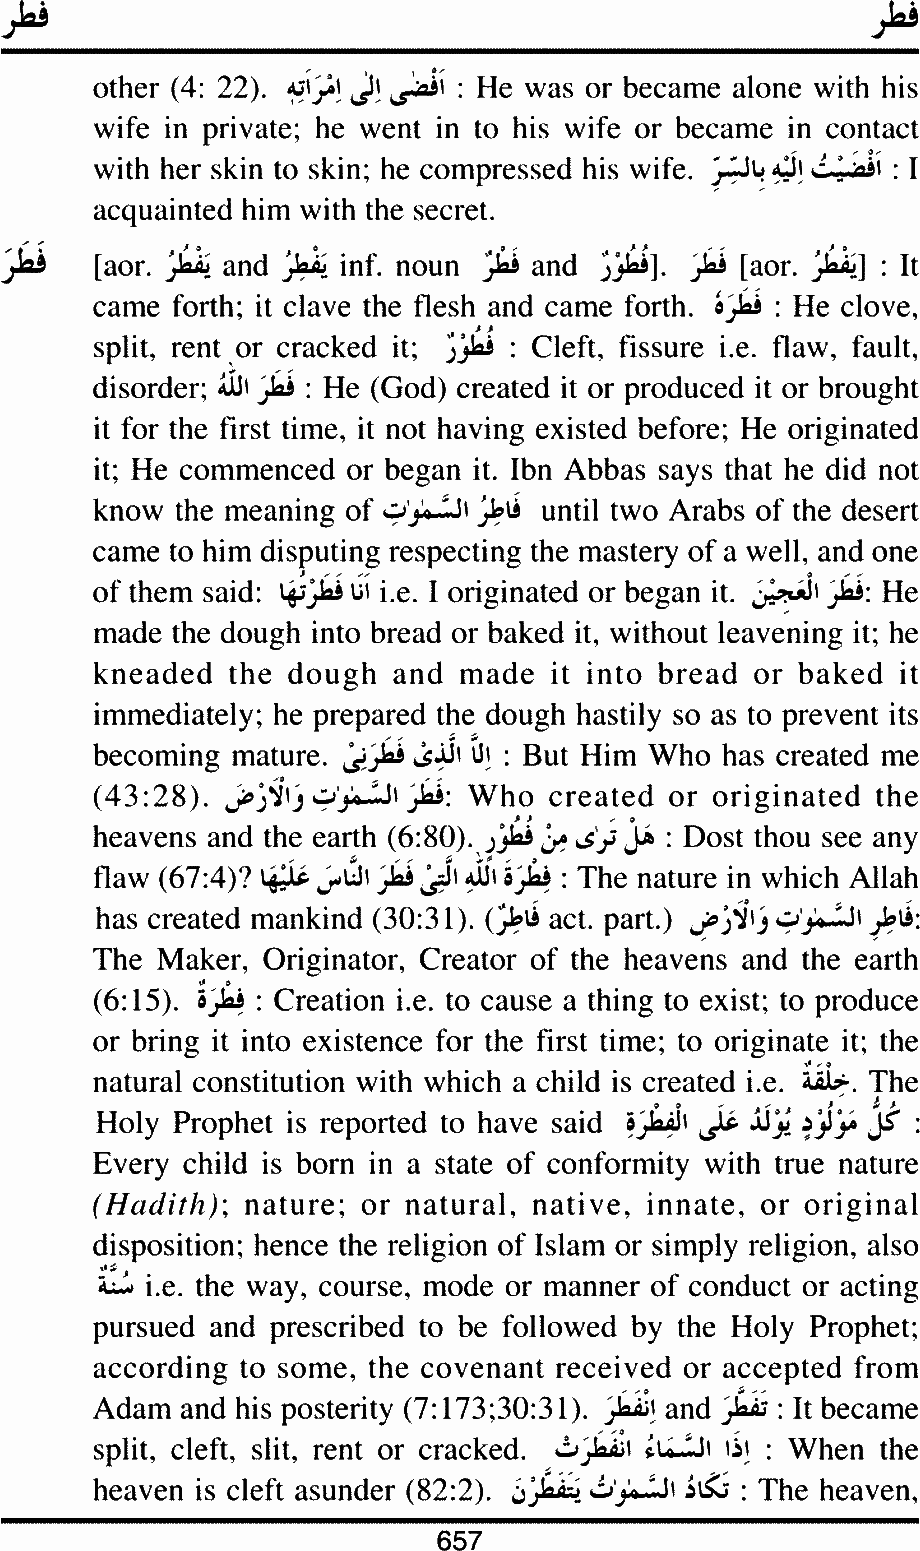 فطر فطر
other (4: 22). اَفْضٰى اِلٰى امْرَاَتِهٖ : He was or became alone with his
wife in private; he went in to his wife or became in contact
with her skin to skin; he compressed his wife. اَفْضَيْتُ اِلَيْهِ بِالسِّرِّ : I
acquainted him with the secret.
فَطَرَ [aor. يَفْطُرُ and يَفْطِرُ inf. noun فَطْرٌ and فُطُوْرٌ]. فَطَرَ [aor. يَفْطُرُ] : It
came forth; it clave the flesh and came forth. فَطَرَهٗ : He clove,
split, rent or cracked it; فُطُوْرٌ : Cleft, fissure i.e. flaw, fault,
disorder; فَطَرَ اللّٰهُ : He (God) created it or produced it or brought
it for the first time, it not having existed before; He originated
it; He commenced or began it. Ibn Abbas says that he did not
know the meaning of فَاطِرُ السَّمٰوٰتِ until two Arabs of the desert
came to him disputing respecting the mastery of a well, and one
of them said: اَنَا فَطَرْتُهَا i.e. I originated or began it. فَطَرَ الْعَجِيْنَ: He
made the dough into bread or baked it, without leavening it; he
kneaded the dough and made it into bread or baked it
immediately; he prepared the dough hastily so as to prevent its
becoming mature. اِلَّا الَّذِىْ فَطَرَنِىْ : But Him Who has created me
(43:28). فَطَرَ السَّمٰوٰتِ وَالْاَرْضَ: Who created or originated the
heavens and the earth (6:80). هَلْ تَرٰى مِنْ فُطُوْرٍ : Dost thou see any
flaw (67:4)? فِطْرَةَ اللّٰهِ الَّتِىْ فَطَرَ النَّاسَ عَلَيْهَا : The nature in which Allah
has created mankind (30:31). (فَاطِرٌ act. part.) فَاطِرِ السَّمٰوٰتِ وَالْاَرْضِ:
The Maker, Originator, Creator of the heavens and the earth
(6:15). فِطْرَةٌ : Creation i.e. to cause a thing to exist; to produce
or bring it into existence for the first time; to originate it; the
natural constitution with which a child is created i.e. خِلْقَةٌ. The
Holy Prophet is reported to have said كُلُّ مَوْلُوْدٍ يُوْلَدُ عَلَى الْفِطْرَةِ :
Every child is born in a state of conformity with true nature
(Hadith); nature; or natural, native, innate, or original
disposition; hence the religion of Islam or simply religion, also
سُنَّةٌ i.e. the way, course, mode or manner of conduct or acting
pursued and prescribed to be followed by the Holy Prophet;
according to some, the covenant received or accepted from
Adam and his posterity (7:173;30:31). اِنْفَطَرَ and تَفَطَّرَ : It became
split, cleft, slit, rent or cracked. اِذَا السَّمَاءُ انْفَطَرَتْ : When the
heaven is cleft asunder (82:2). تَكَادُ السَّمٰوٰتُ يَتَفَطَّرْنَ : The heaven,
657